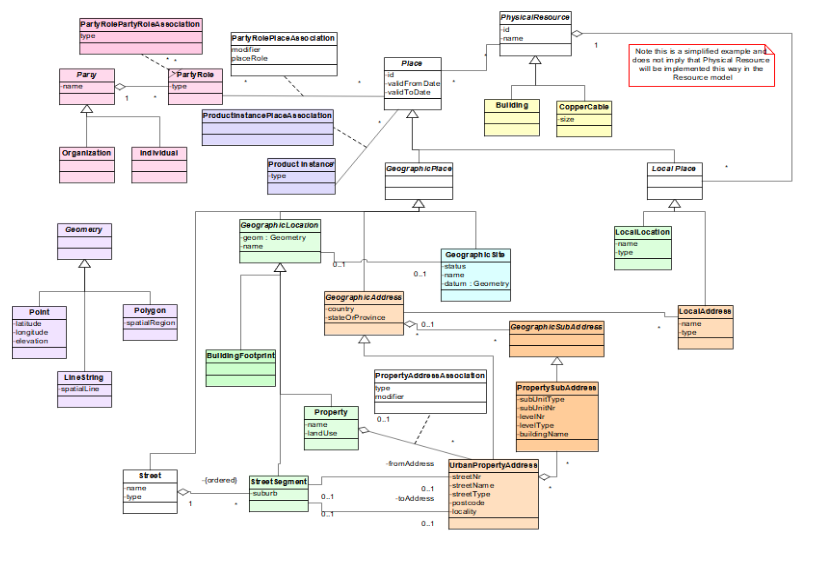 PartyRolePartyRoleAssociation
type
PartyRolePlaceAssociation
modifier
placeRole
PhysicalResource
-id
-name
1
Note this is a simplified example and
does not imply that Physical Resource
will be implemented this way in the
Resource model
Party
-name
1
*
*
*
PartyRole
-type
*
*
Place
-id
-validFromDate
-validToDate
*
*
Building
CopperCable
-size
ProductInstancePlaceAssociation
*
*
Product Instance
-type
Organization
Individual
GeographicPlace
Local Place
*
Geometry
GeographicLocation
-geom : Geometry
-name
0..1
0..1
GeographicSite
-status
-name
-datum : Geometry
LocalLocation
-name
-type
Point
-latitude
-longitude
-elevation
Polygon
-spatialRegion
GeographicAddress
-country
-stateOrProvince
0..1
*
*
GeographicSubAddress
*
LocalAddress
-name
-type
LineString
-spatialLine
BuildingFootprint
PropertyAddressAssociation
type
modifier
PropertySubAddress
-subUnitType
-subUnitNr
-levelNr
-levelType
-buildingName
Property
-name
-landUse
0..1
*
Street
-name
-type
1
-{ordered}
*
StreetSegment
-suburb
-fromAddress
0..1
0..1
-toAddress
0..1
0..1
UrbanPropertyAddress
-streetNr
-streetName
-streetType
-postcode
-locality
*
*